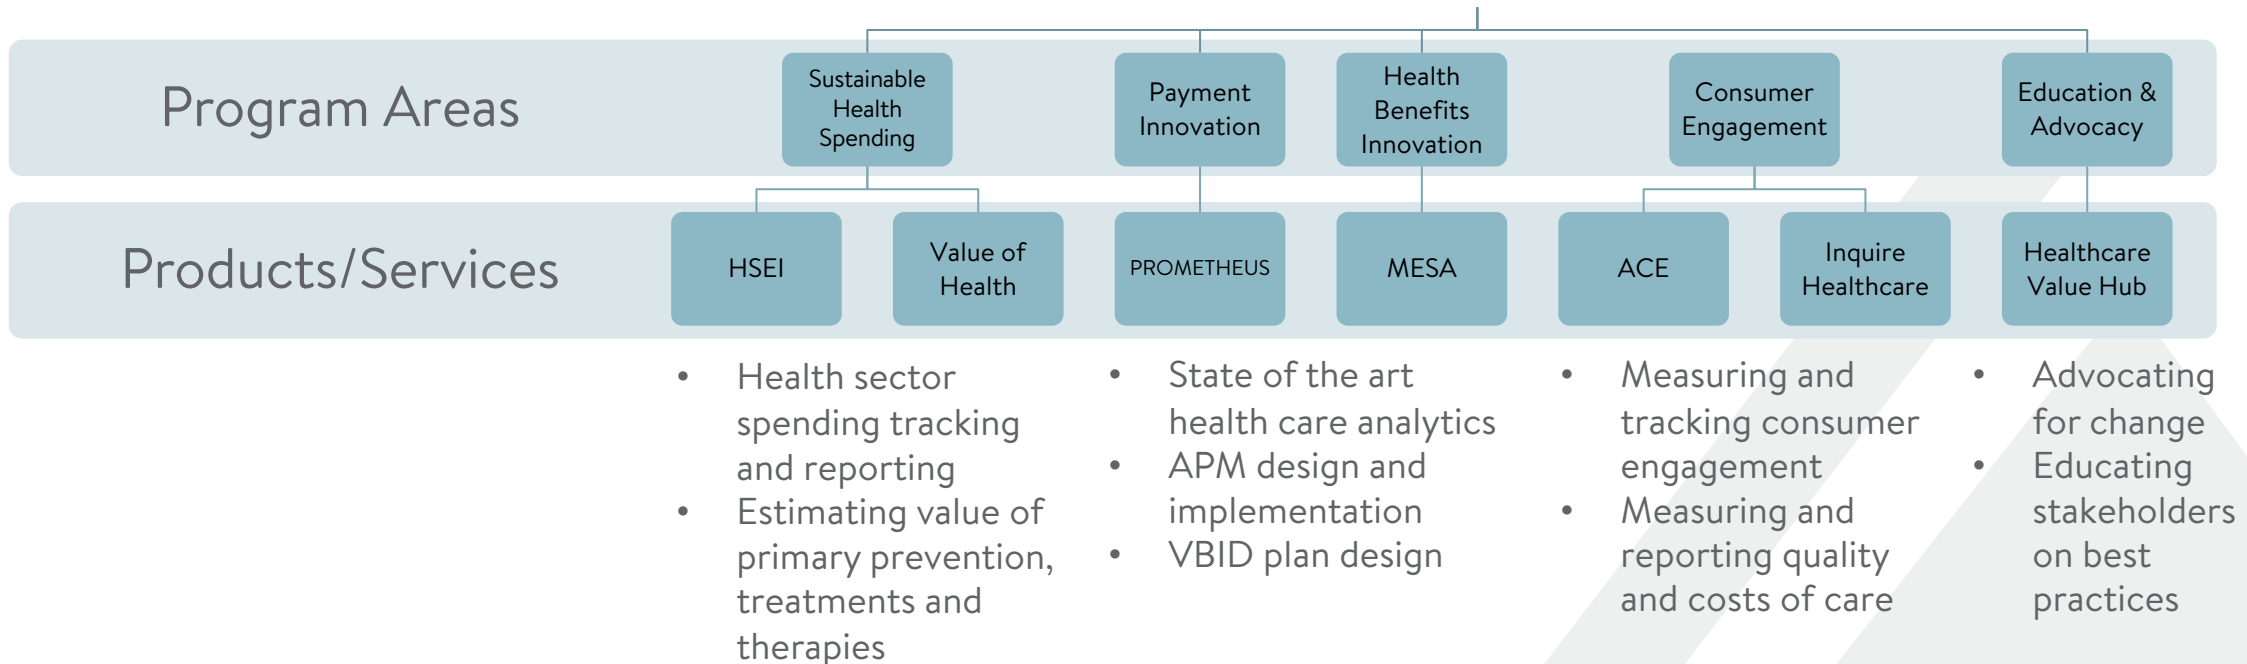 Program Areas
Sustainable
Health
Spending
Payment
Innovation
Health
Benefits
Innovation
Consumer
Engagement
Education &
Advocacy
Products/Services
HSEI
Value of
Health
PROMETHEUS
MESA
ACE
Inquire
Healthcare
Healthcare
Value Hub
• Health sector
spending tracking
and reporting
• Estimating value of
primary prevention,
treatments and
therapies
• State of the art
health care analytics
• APM design and
implementation
• VBID plan design
• Measuring and
tracking consumer
engagement
• Measuring and
reporting quality
and costs of care
• Advocating
for change
• Educating
stakeholders
on best
practices